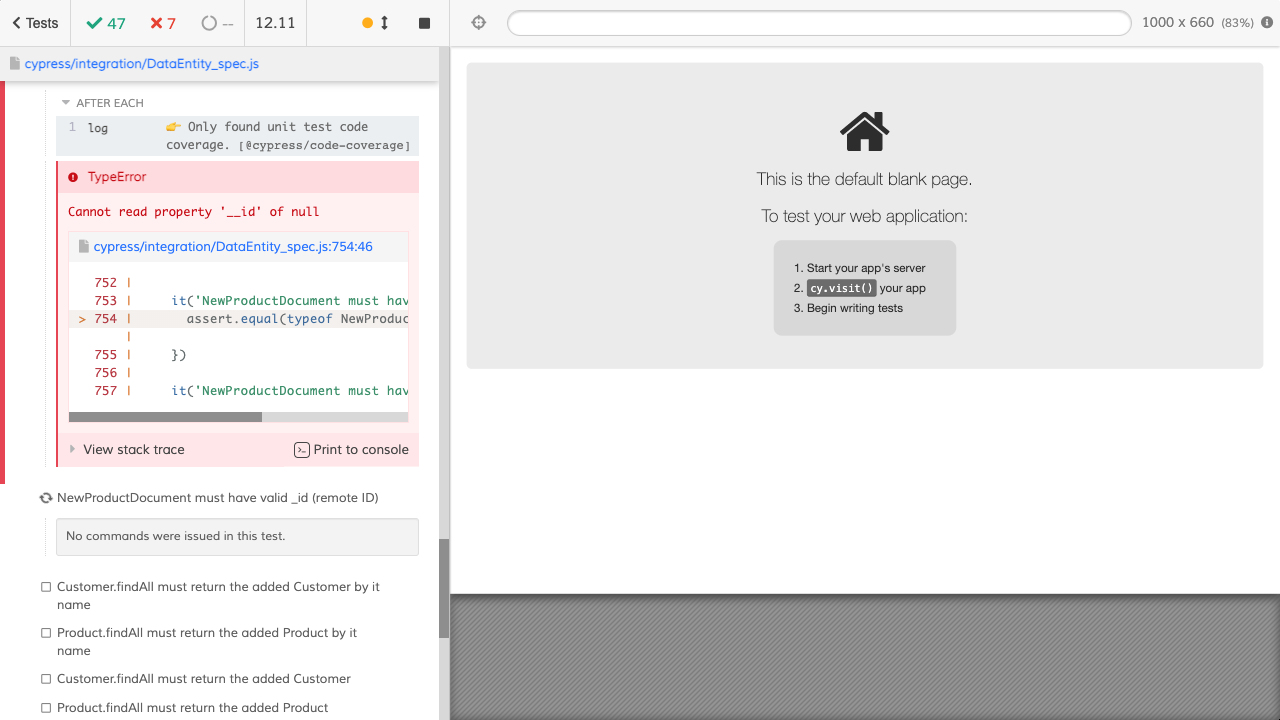 Tests 47 7 -- 12.11
cypress/integration/DataEntity_spec.js
AFTER EACH
1 log 👉 Only found unit test code
coverage. [@cypress/code-coverage]
TypeError
Cannot read property '__id' of null
cypress/integration/DataEntity_spec.js:754:46
752 |
753 | it('NewProductDocument must hav
> 754 | assert.equal(typeof NewProduc
|
755 | })
756 |
757 | it('NewProductDocument must hav
View stack trace Print to console
NewProductDocument must have valid _id (remote ID)
No commands were issued in this test.
Customer.findAll must return the added Customer by it
name
Product.findAll must return the added Product by it
name
Customer.findAll must return the added Customer
Product.findAll must return the added Product
1000 x 660 (83%)
This is the default blank page.
To test your web application:
1. Start your app's server
2. cy.visit() your app
3. Begin writing tests